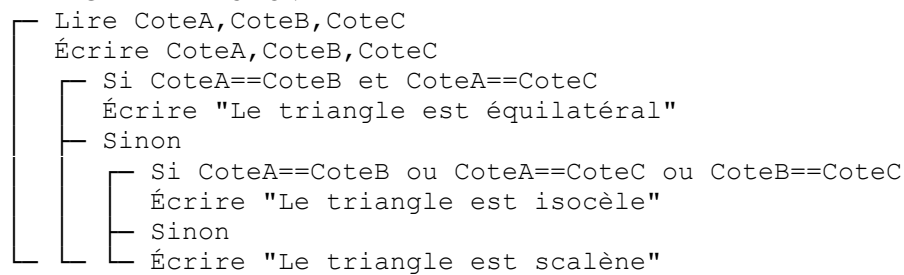 Lire CoteA,CoteB,CoteC
Écrire CoteA,CoteB,CoteC
Si CoteA==CoteB et CoteA==CoteC
Écrire "Le triangle est équilatéral"
Sinon
Si CoteA==CoteB ou CoteA==CoteC ou CoteB==CoteC
Écrire "Le triangle est isocèle"
Sinon
Écrire "Le triangle est scalène"